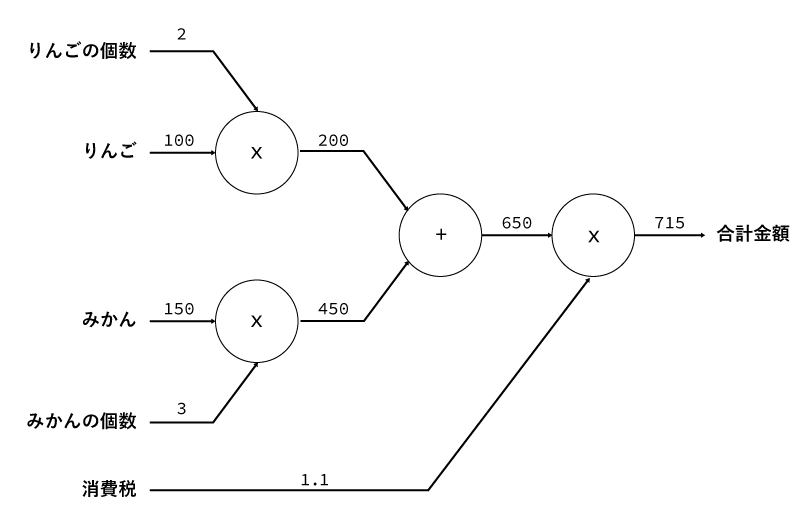 りんごの個数
2
りんご
100
x
200
+
650
x
715
合計金額
みかん
150
x
450
みかんの個数
3
消費税
1.1